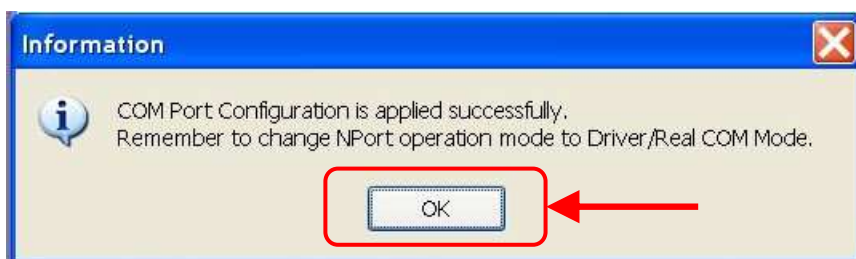 Information
COM Port Configuration is applied successfully.
Remember to change NPort operation mode to Driver/Real COM Mode.
OK